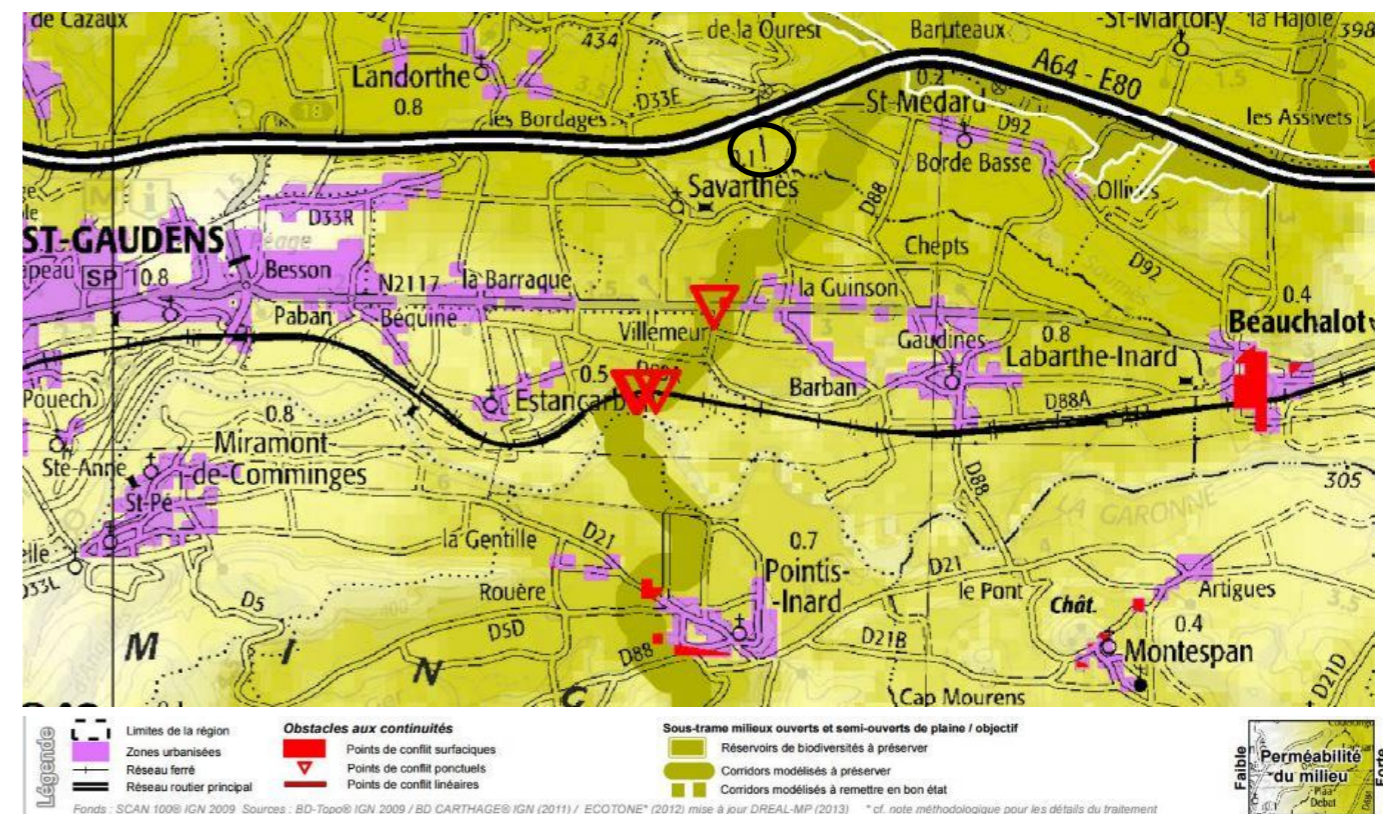 de Cazaux
434
de la Ourest
Baruteaux
-St-Martory
la Hajole
398
Landorthe
0.8
D33E
0.2
A64 - E80
18
3.5
1.5
les Bordages
St-Médard
D92
les Assivets
0.1
Borde Basse
Savarthès
D88
Ollives
D33R
Péage
ST-GAUDENS
Chepts
SP
10.8
Besson
N2117
la Barraque
la Guinson
D92
0.4
Paban
Béquine
Villemeur
Gaudines
0.8
Beauchalot
Labarthe-Inard
Pouech
0.5
Barban
D88A
0.8
Miramont-
-de-Comminges
Ste-Anne
St-Pé
D88
305
LA GARONNE
la Gentille
D21
0.7
Pointis-
-Inard
D21
le Pont
Artigues
D33L
D5
Rouère
Chât.
D5D
0.4
M
I
N
G
D88
D21B
Montespan
Cap Mourens
D21D
Légende
Limites de la région
Zones urbanisées
Réseau ferré
Réseau routier principal
Obstacles aux continuités
Points de conflit surfaciques
Points de conflit ponctuels
Points de conflit linéaires
Sous-trame milieux ouverts et semi-ouverts de plaine / objectif
Réservoirs de biodiversités à préserver
Corridors modélisés à préserver
Corridors modélisés à remettre en bon état
Faible
Perméabilité
du milieu
Forte
Fonds : SCAN 100® IGN 2009 Sources : BD-Topo® IGN 2009 / BD CARTHAGE® IGN (2011) / ECOTONE* (2012) mise à jour DREAL-MP (2013) * cf. note méthodologique pour les détails du traitement